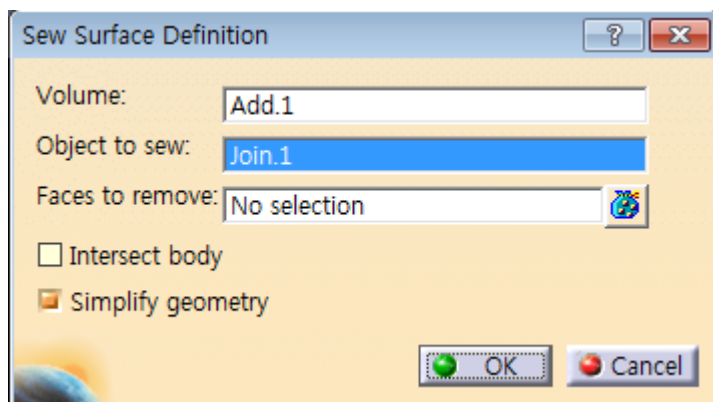 Sew Surface Definition
?
Volume: Add.1
Object to sew: Join.1
Faces to remove: No selection
Intersect body
Simplify geometry
OK Cancel